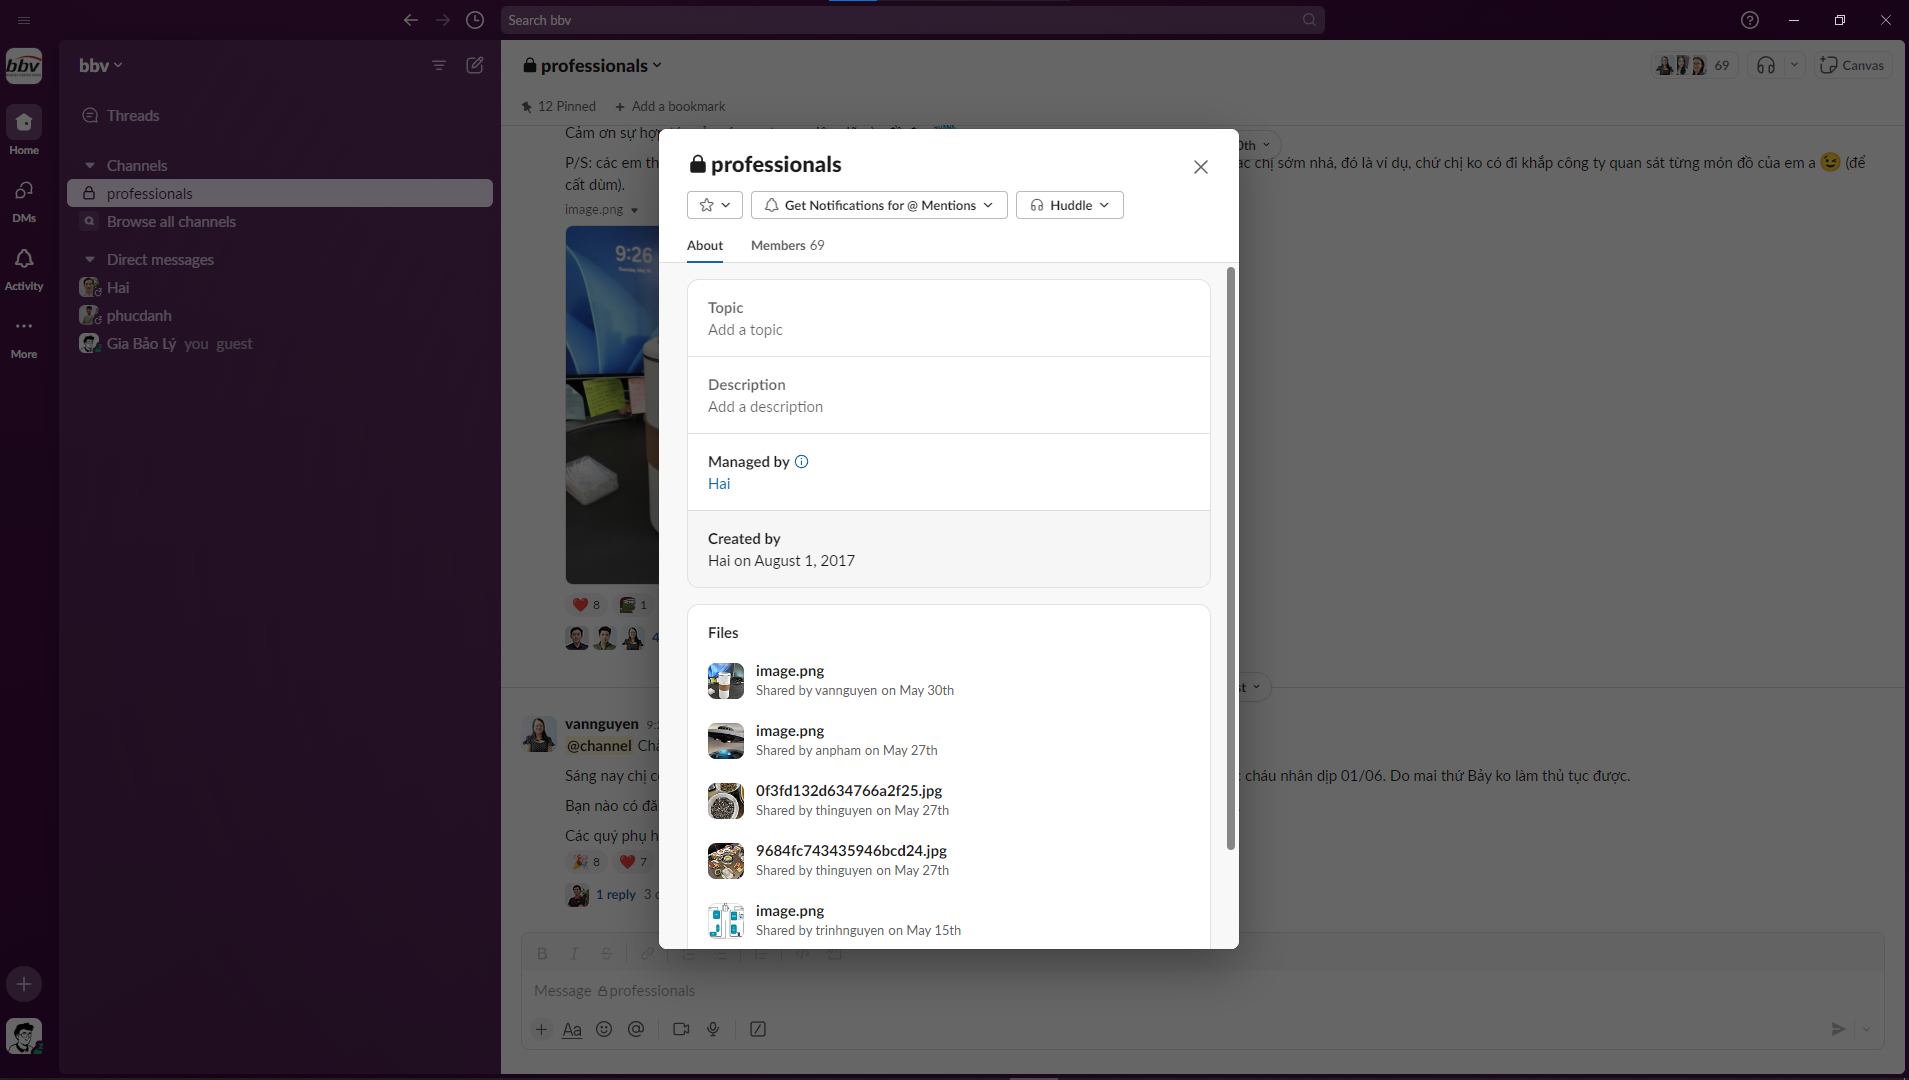 Search bbv
bbv
Home
DMs
Activity
More
bbv
Threads
Channels
professionals
Browse all channels
Direct messages
Hai
phucdanh
Gia Bảo Lý you guest
professionals
69
Canvas
12 Pinned
Add a bookmark
Cảm ơn sự hợp
P/S: các em th
chị sớm nhá, đó là ví dụ, chứ chị ko có đi khắp công ty quan sát từng món đồ của em a 😉 (để
cất dùm).
image.png
9:26
8
1
professionals
Get Notifications for @ Mentions
Huddle
About
Members 69
Topic
Add a topic
Description
Add a description
Managed by
Hai
Created by
Hai on August 1, 2017
Files
image.png
Shared by vannguyen on May 30th
image.png
Shared by anpham on May 27th
0f3fd132d634766a2f25.jpg
Shared by thinguyen on May 27th
9684fc743435946bcd24.jpg
Shared by thinguyen on May 27th
image.png
Shared by trinhnguyen on May 15th
vannguyen
@channel
Sáng nay chị
cháu nhân dịp 01/06. Do mai thứ Bảy ko làm thủ tục được.
Bạn nào có
Các quý phụ
8
7
1 reply 3
Message professionals
Aa